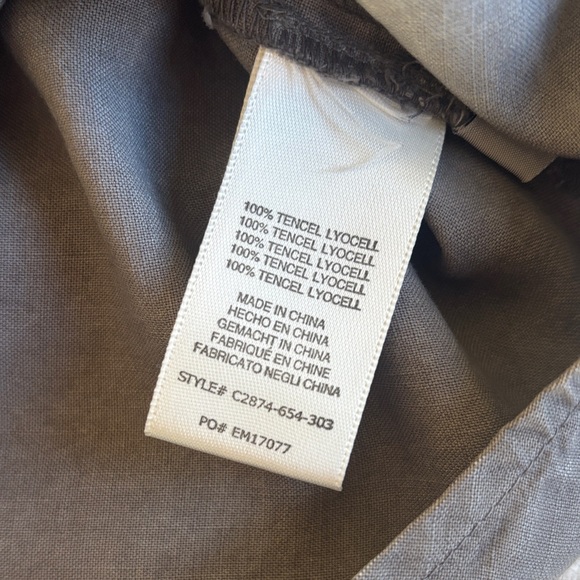 100% TENCEL LYOCELL
100% TENCEL LYOCELL
100% TENCEL LYOCELL
100% TENCEL LYOCELL
100% TENCEL LYOCELL
MADE IN CHINA
HECHO EN CHINA
GEMACHT IN CHINA
FABRIQUÉ EN CHINE
FABRICATO NEGLI CHINA
STYLE# C2874-654-303
PO# EM17077